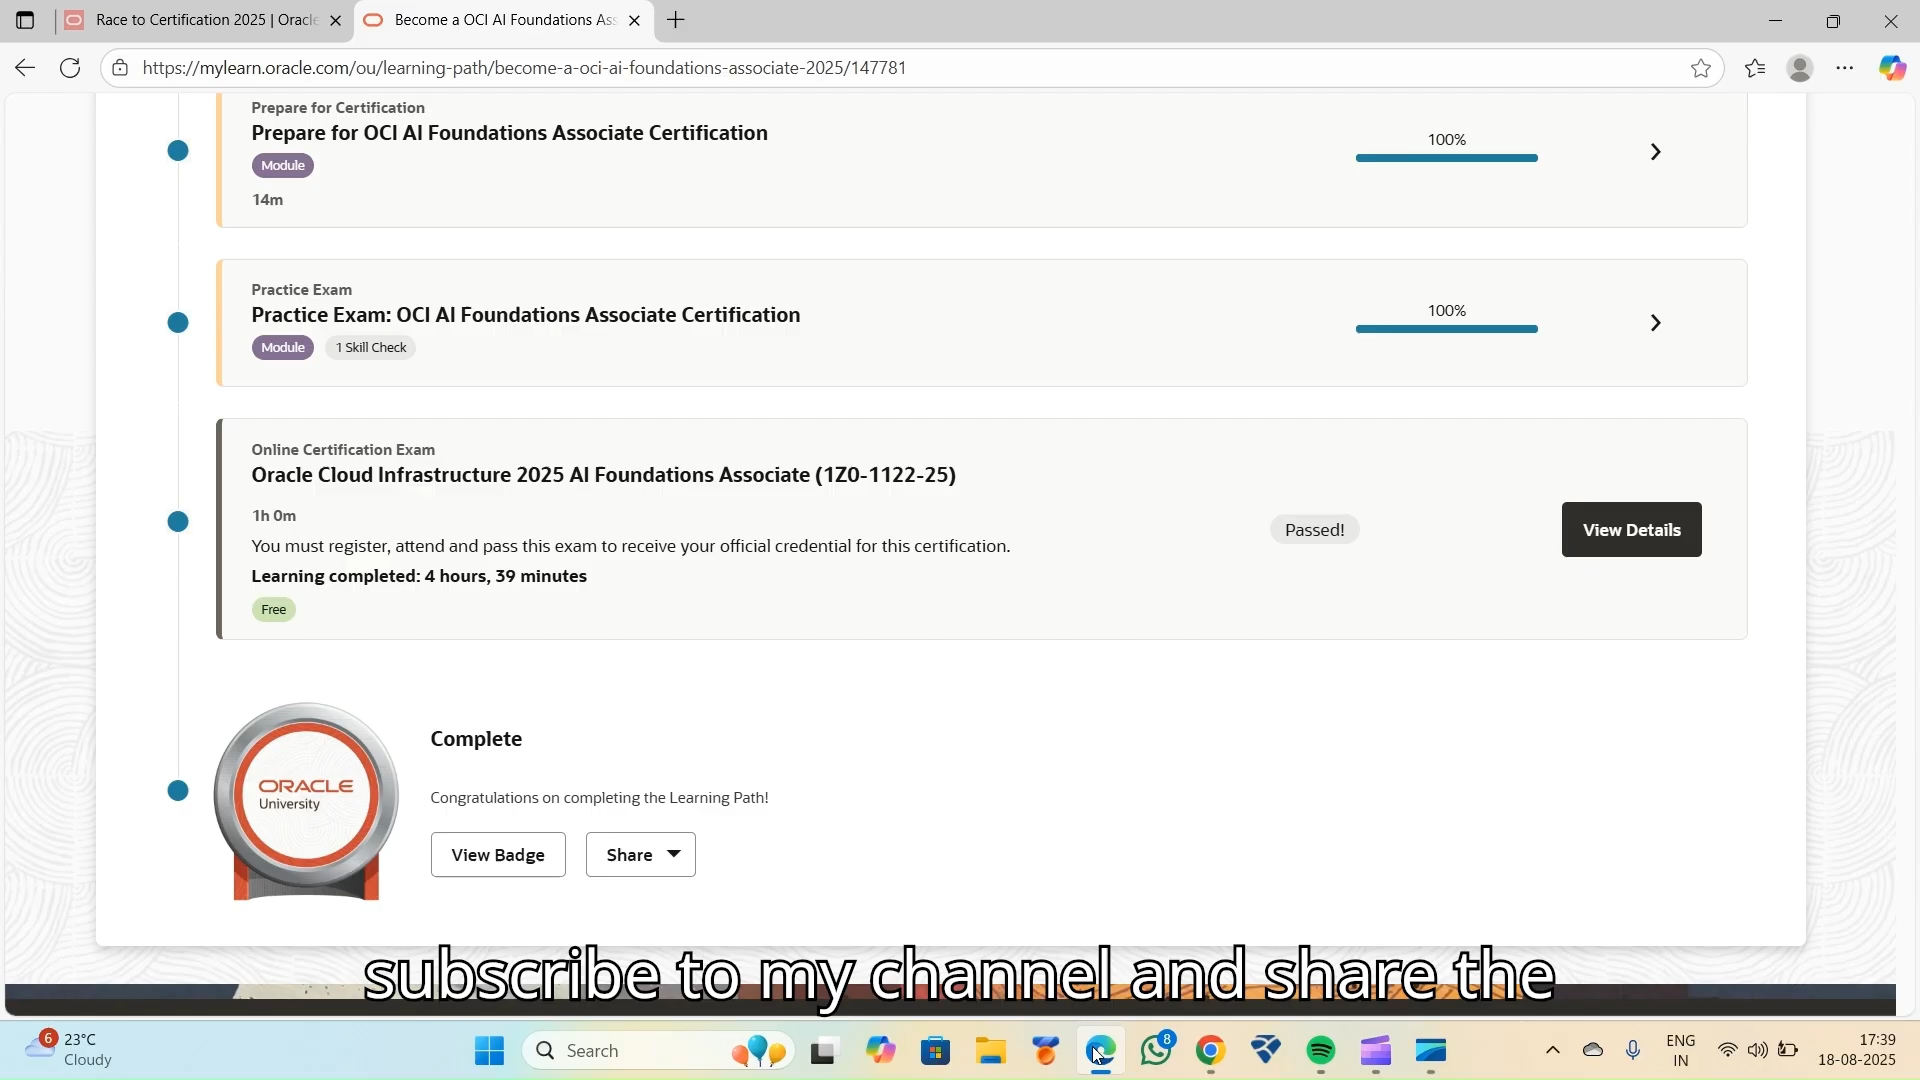 Race to Certification 2025 | Oracle
Become a OCI AI Foundations Ass
https://mylearn.oracle.com/ou/learning-path/become-a-oci-ai-foundations-associate-2025/147781
Prepare for Certification
Prepare for OCI AI Foundations Associate Certification
100%
Module
14m
Practice Exam
Practice Exam: OCI AI Foundations Associate Certification
100%
Module
1 Skill Check
Online Certification Exam
Oracle Cloud Infrastructure 2025 AI Foundations Associate (1Z0-1122-25)
1h 0m
Passed!
View Details
You must register, attend and pass this exam to receive your official credential for this certification.
Learning completed: 4 hours, 39 minutes
Free
ORACLE
University
Complete
Congratulations on completing the Learning Path!
View Badge
Share
subscribe to my channel and share the
6
23°C
Cloudy
Search
8
ENG
IN
17:39
18-08-2025